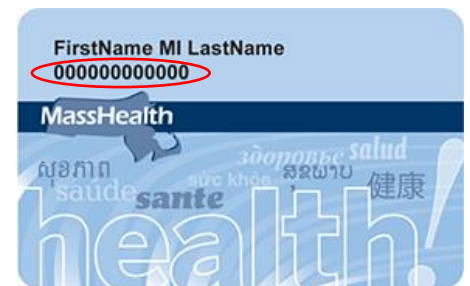 FirstName MI LastName
000000000000
MassHealth
здоровье salud
សុខភាព sức khỏe ສຸຂພາບ 健康
saúde sante
health!